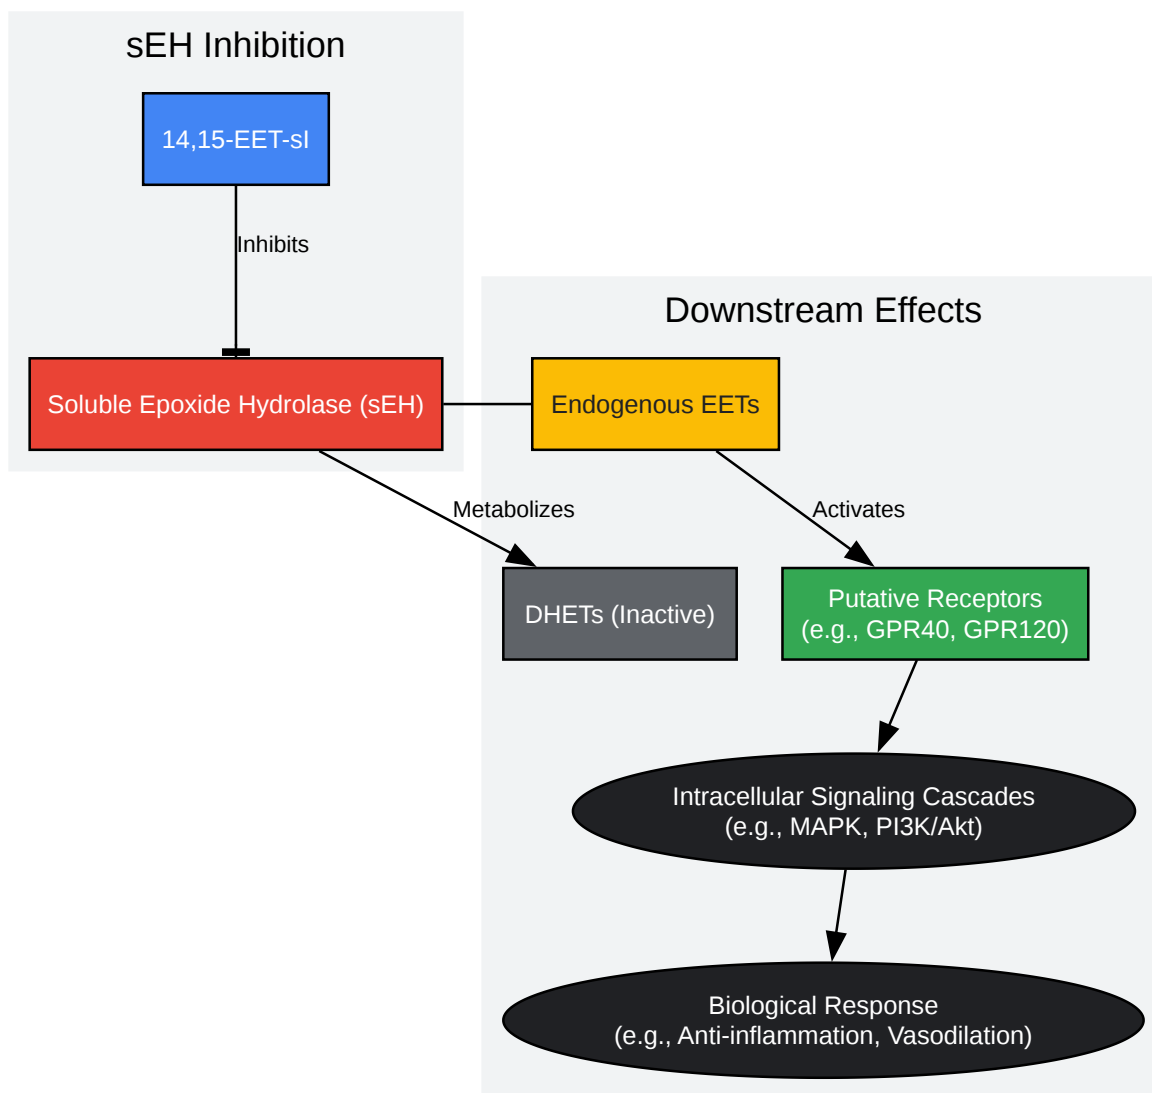 sEH Inhibition
14,15-EET-sI
Inhibits
Downstream Effects
Soluble Epoxide Hydrolase (sEH)
Endogenous EETs
Metabolizes
Activates
DHETs (Inactive)
Putative Receptors
(e.g., GPR40, GPR120)
Intracellular Signaling Cascades
(e.g., MAPK, PI3K/Akt)
Biological Response
(e.g., Anti-inflammation, Vasodilation)